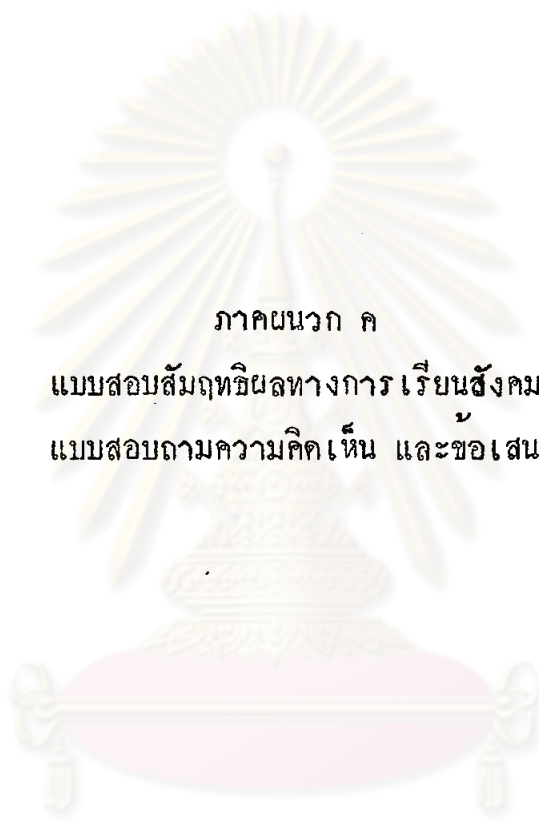 ภาคผนวก ค
แบบสอบสัมฤทธิผลทางการเรียนสังคม
แบบสอบถามความคิดเห็น และข้อเสน